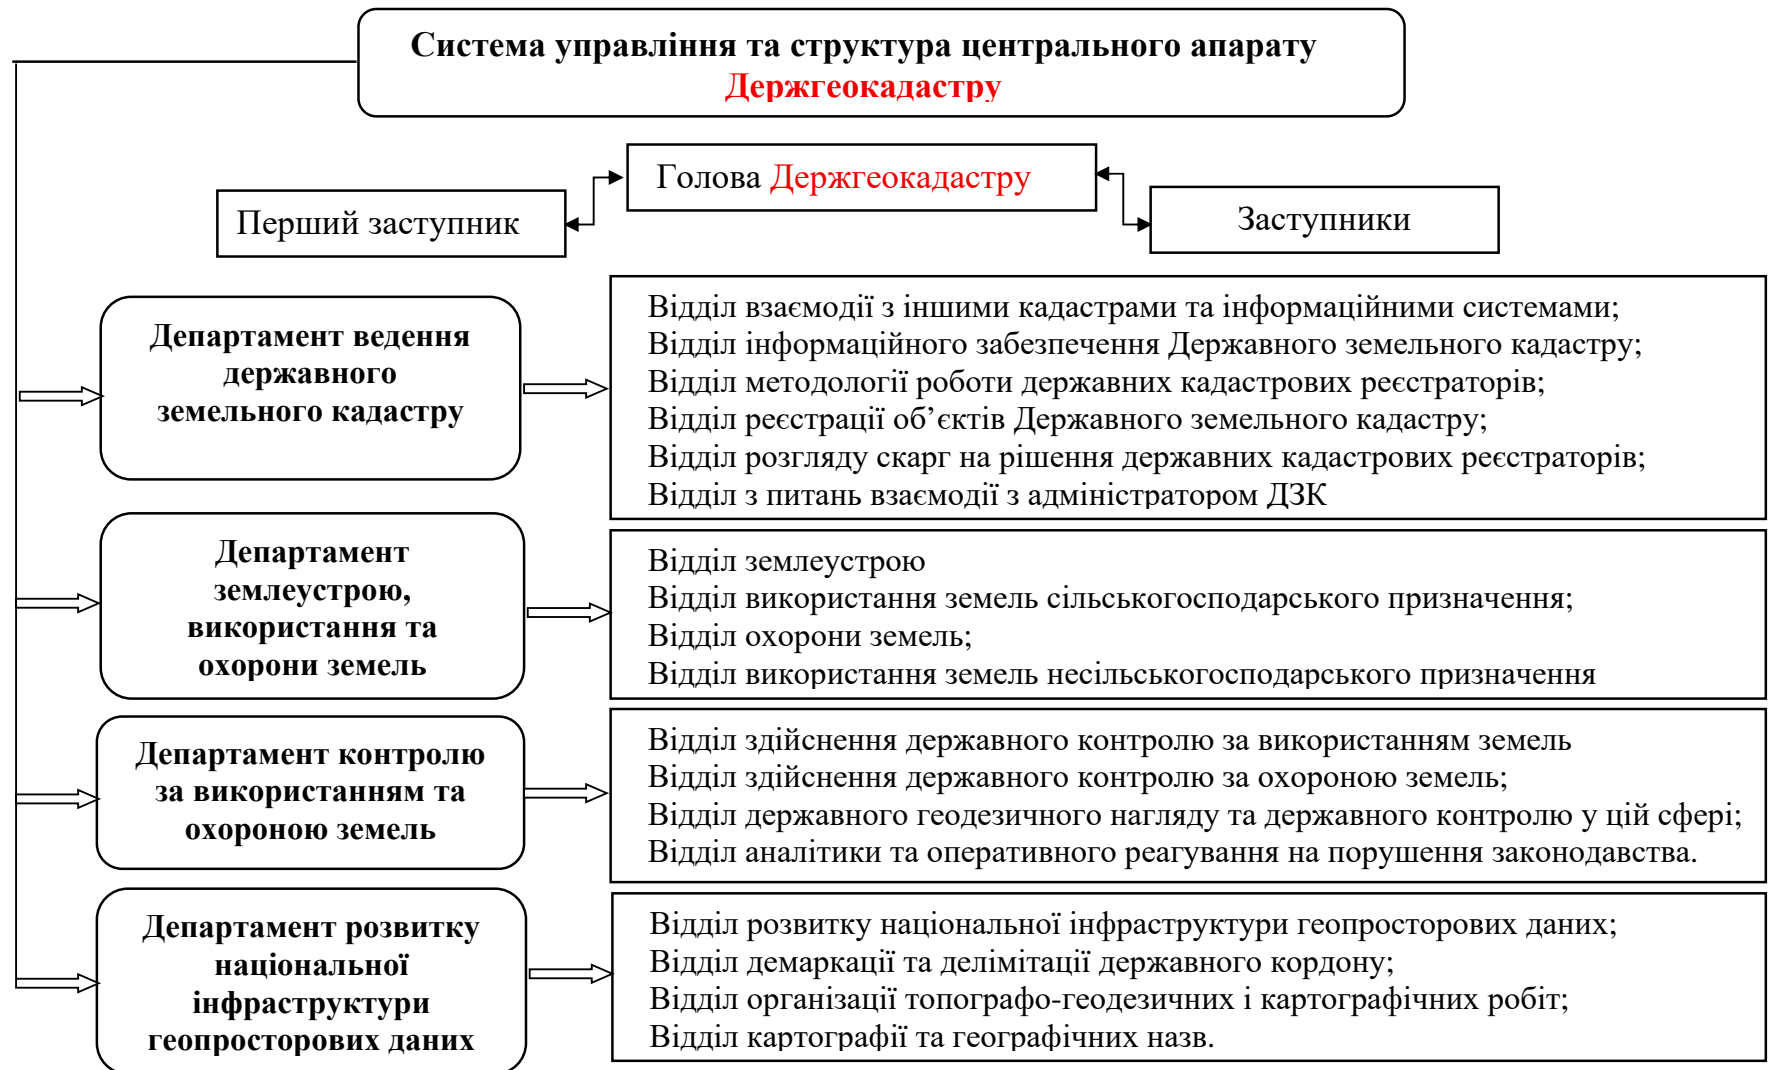 Система управління та структура центрального апарату
Держгеокадастру
Голова Держгеокадастру
Перший заступник
Заступники
Департамент ведення
державного
земельного кадастру
Відділ взаємодії з іншими кадастрами та інформаційними системами;
Відділ інформаційного забезпечення Державного земельного кадастру;
Відділ методології роботи державних кадастрових реєстраторів;
Відділ реєстрації об’єктів Державного земельного кадастру;
Відділ розгляду скарг на рішення державних кадастрових реєстраторів;
Відділ з питань взаємодії з адміністратором ДЗК
Департамент
землеустрою,
використання та
охорони земель
Відділ землеустрою
Відділ використання земель сільськогосподарського призначення;
Відділ охорони земель;
Відділ використання земель несільськогосподарського призначення
Департамент контролю
за використанням та
охороною земель
Відділ здійснення державного контролю за використанням земель
Відділ здійснення державного контролю за охороною земель;
Відділ державного геодезичного нагляду та державного контролю у цій сфері;
Відділ аналітики та оперативного реагування на порушення законодавства.
Департамент розвитку
національної
інфраструктури
геопросторових даних
Відділ розвитку національної інфраструктури геопросторових даних;
Відділ демаркації та делімітації державного кордону;
Відділ організації топографо-геодезичних і картографічних робіт;
Відділ картографії та географічних назв.